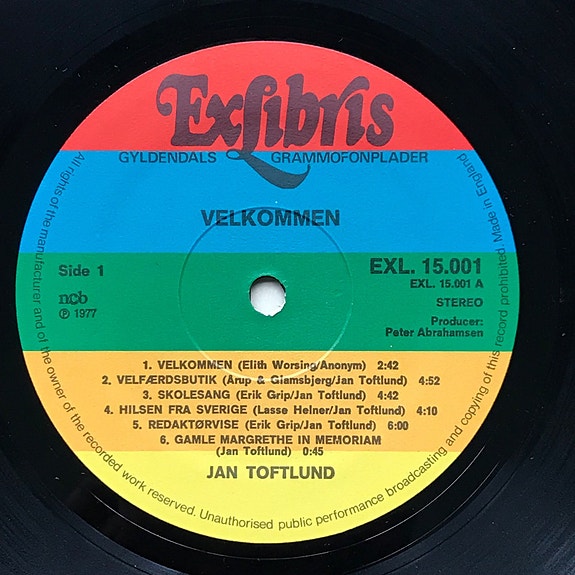 ExLibris
GYLDENDALS GRAMMOFONPLADER
VELKOMMEN
Side 1
ncb
℗ 1977
EXL. 15.001
EXL. 15.001 A
STEREO
Producer:
Peter Abrahamsen
1. VELKOMMEN (Elith Worsing/Anonym) 2:42
2. VELFÆRDSBUTIK (Arup & Glamsbjerg/Jan Toftlund) 4:52
3. SKOLESANG (Erik Grip/Jan Toftlund) 4:42
4. HILSEN FRA SVERIGE (Lasse Helner/Jan Toftlund) 4:10
5. REDAKTØRVISE (Erik Grip/Jan Toftlund) 6:00
6. GAMLE MARGRETHE IN MEMORIAM
(Jan Toftlund) 0:45
JAN TOFTLUND
All rights of the manufacturer and of the owner of the recorded work reserved. Unauthorised public performance broadcasting and copying of this record prohibited Made in England